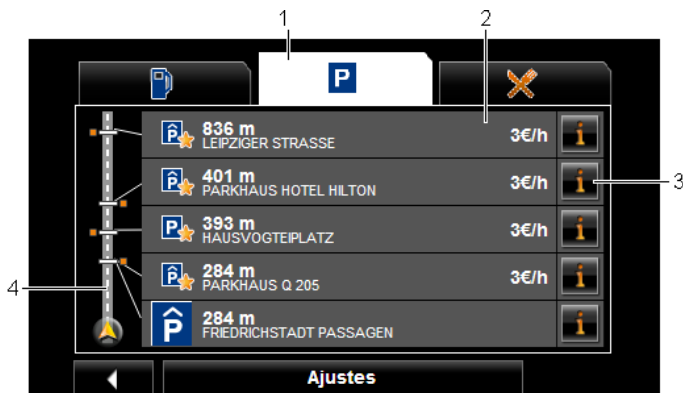 1
2
P
836 m
LEIPZIGER STRASSE
3€/h
i
401 m
PARKHAUS HOTEL HILTON
3€/h
i
3
393 m
HAUSVOGTEIPLATZ
3€/h
i
284 m
PARKHAUS Q 205
3€/h
i
4
284 m
FRIEDRICHSTADT PASSAGEN
i
P
P
P
P
P
Ajustes